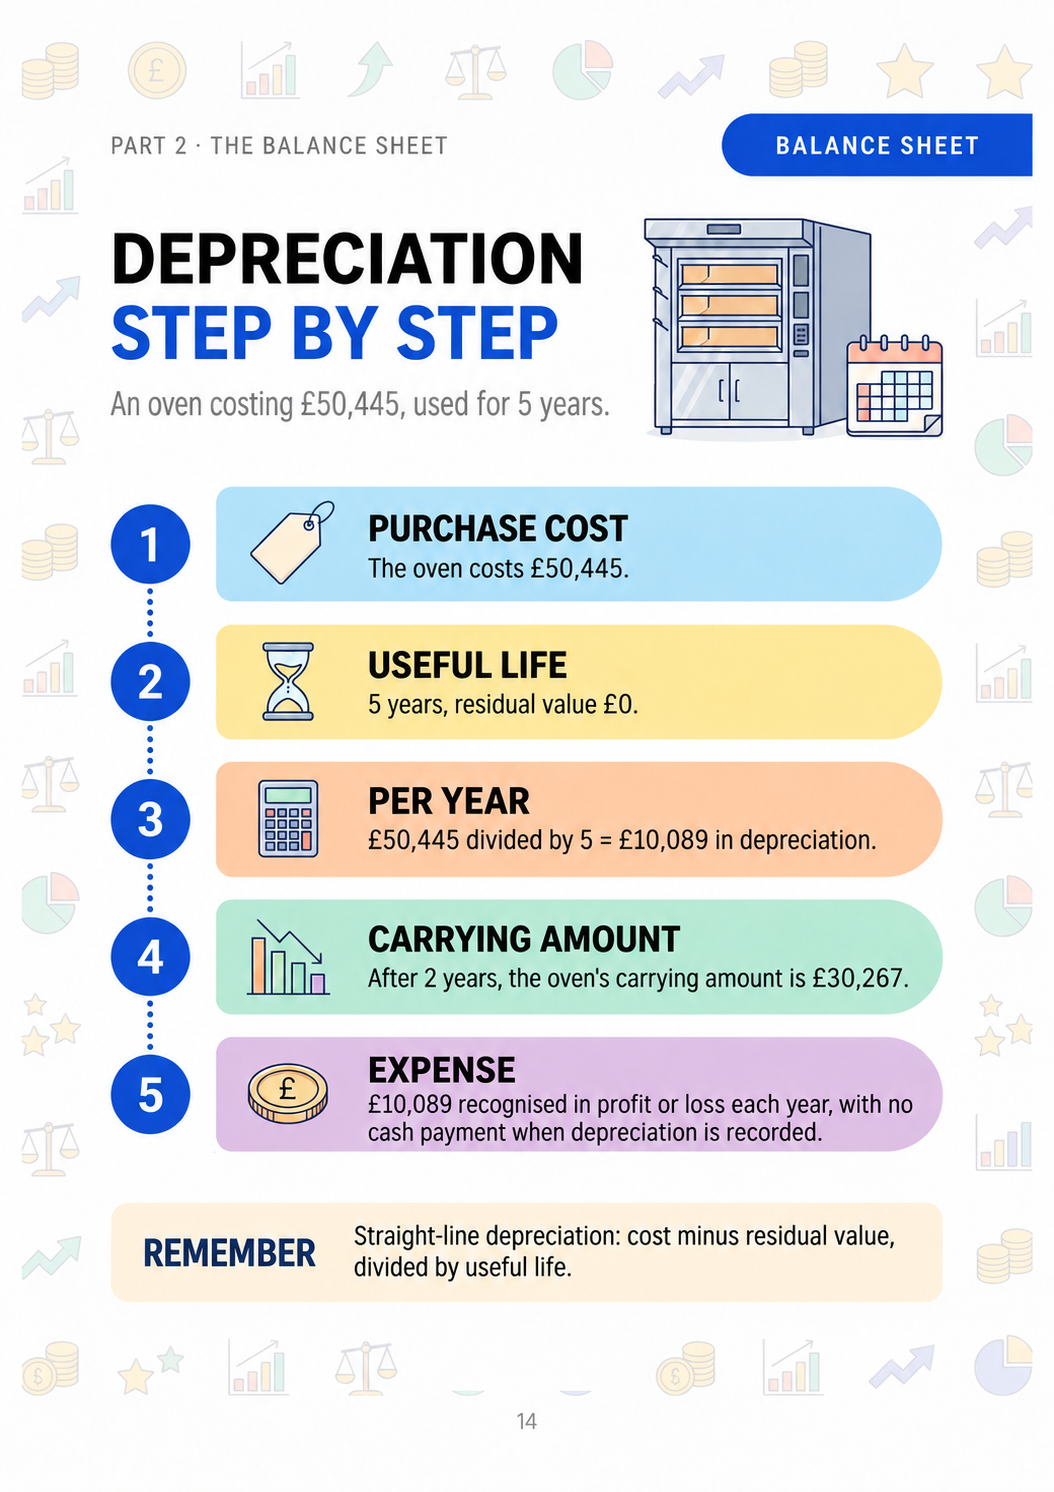 PART 2 · THE BALANCE SHEET
BALANCE SHEET
DEPRECIATION
STEP BY STEP
An oven costing £50,445, used for 5 years.
1
PURCHASE COST
The oven costs £50,445.
2
USEFUL LIFE
5 years, residual value £0.
3
PER YEAR
£50,445 divided by 5 = £10,089 in depreciation.
4
CARRYING AMOUNT
After 2 years, the oven's carrying amount is £30,267.
5
£
EXPENSE
£10,089 recognised in profit or loss each year, with no
cash payment when depreciation is recorded.
REMEMBER
Straight-line depreciation: cost minus residual value,
divided by useful life.
14